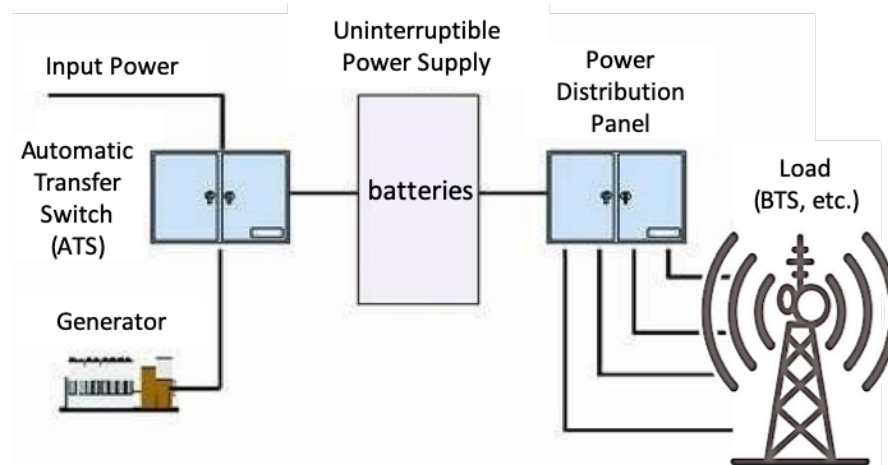 Input Power
Automatic
Transfer
Switch
(ATS)
Generator
Uninterruptible
Power Supply
batteries
Power
Distribution
Panel
Load
(BTS, etc.)